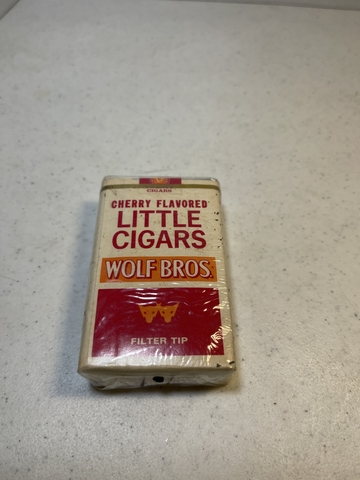 CIGARS
CHERRY FLAVORED
LITTLE
CIGARS
WOLF BROS.
FILTER TIP